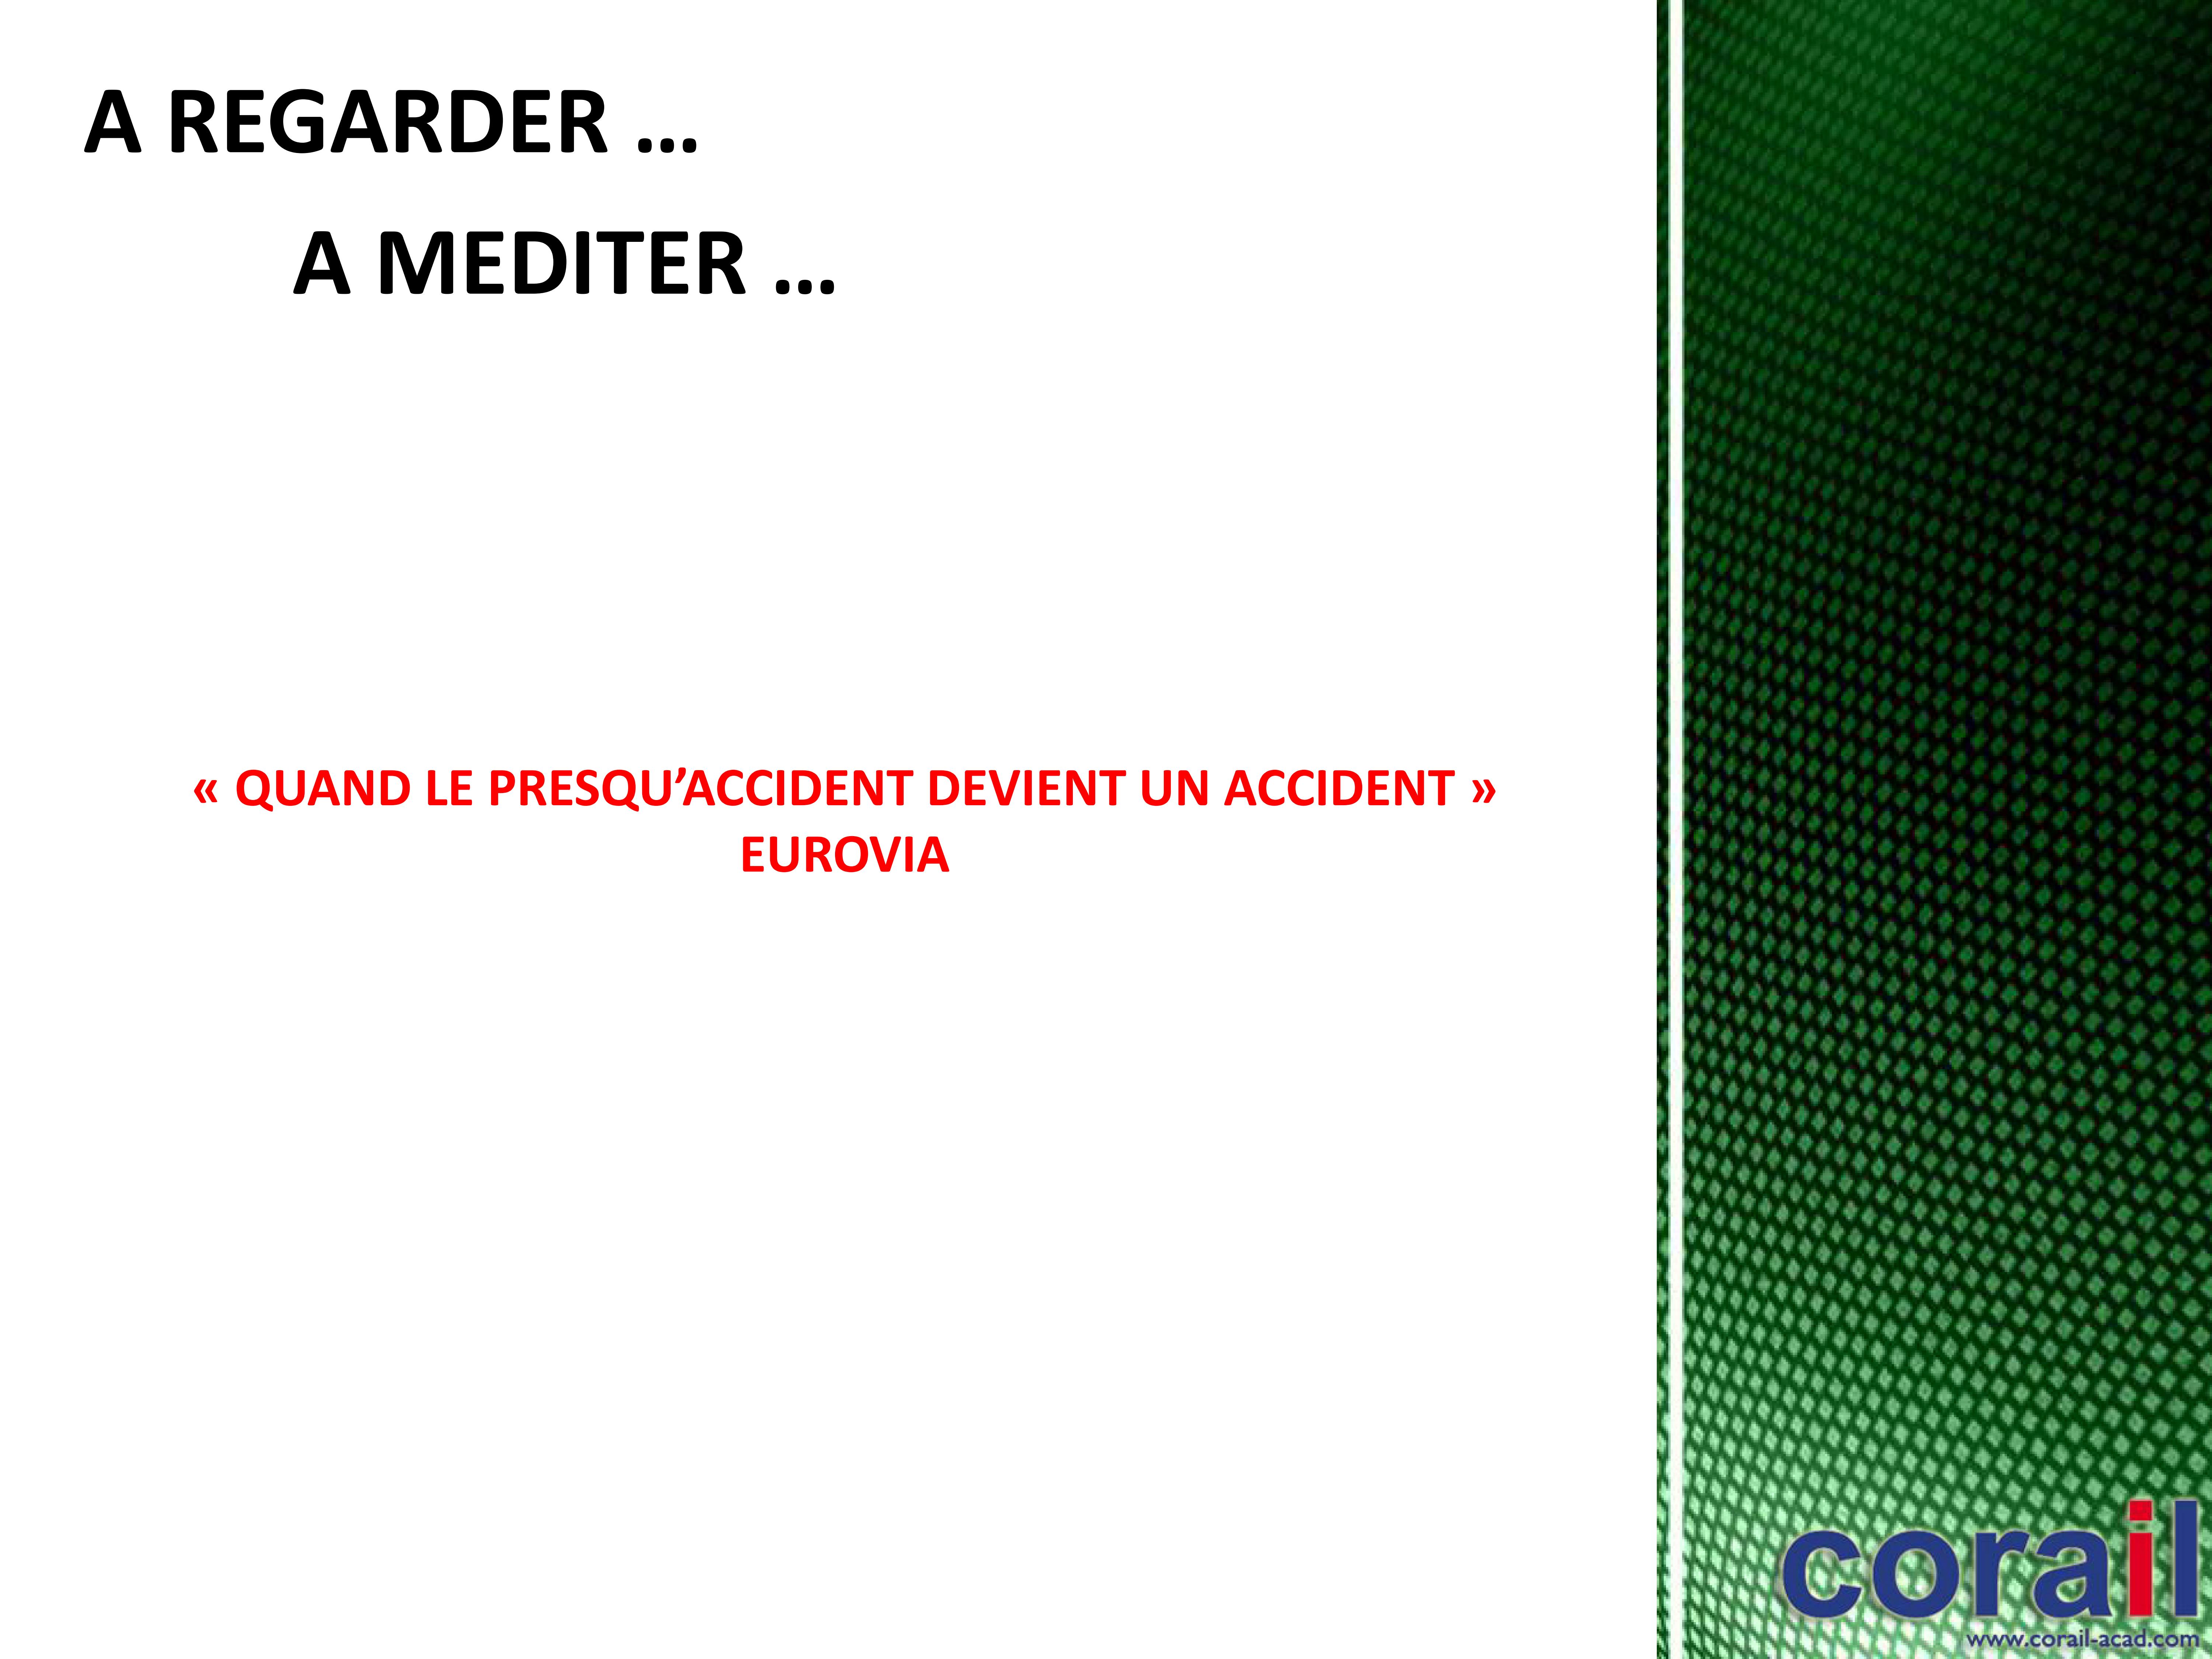 A REGARDER …
A MEDITER …
« QUAND LE PRESQU’ACCIDENT DEVIENT UN ACCIDENT »
EUROVIA
corail
www.corail-acad.com